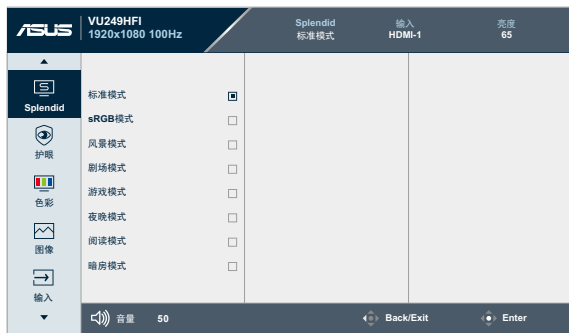 ASUS
VU249HFI
1920x1080 100Hz
Splendid
标准模式
输入
HDMI-1
亮度
65
Splendid
护眼
色彩
图像
输入
标准模式
sRGB模式
风景模式
剧场模式
游戏模式
夜晚模式
阅读模式
暗房模式
音量 50
Back/Exit
Enter